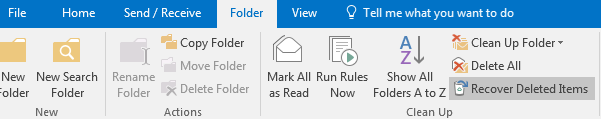 File Home Send / Receive Folder View Tell me what you want to do
New Folder
New Search Folder
New
Rename Folder
Copy Folder
Move Folder
Delete Folder
Actions
Mark All as Read
Run Rules Now
Show All Folders A to Z
Clean Up Folder
Delete All
Recover Deleted Items
Clean Up